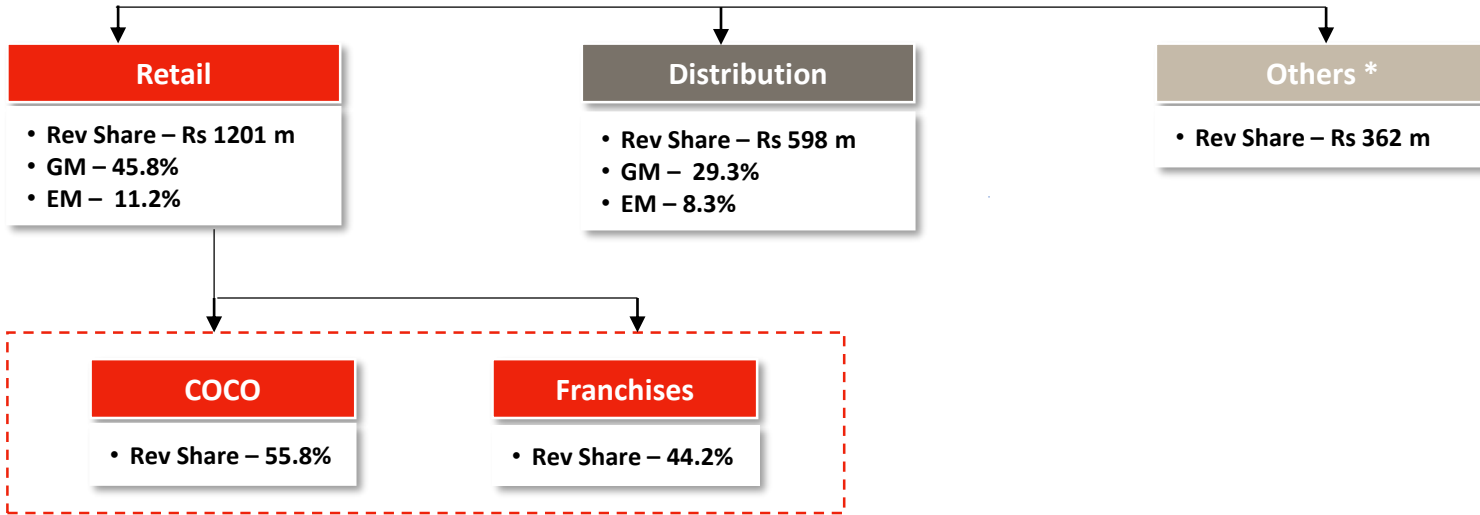 Retail
• Rev Share – Rs 1201 m
• GM – 45.8%
• EM – 11.2%
Distribution
• Rev Share – Rs 598 m
• GM – 29.3%
• EM – 8.3%
Others *
• Rev Share – Rs 362 m
COCO
• Rev Share – 55.8%
Franchises
• Rev Share – 44.2%